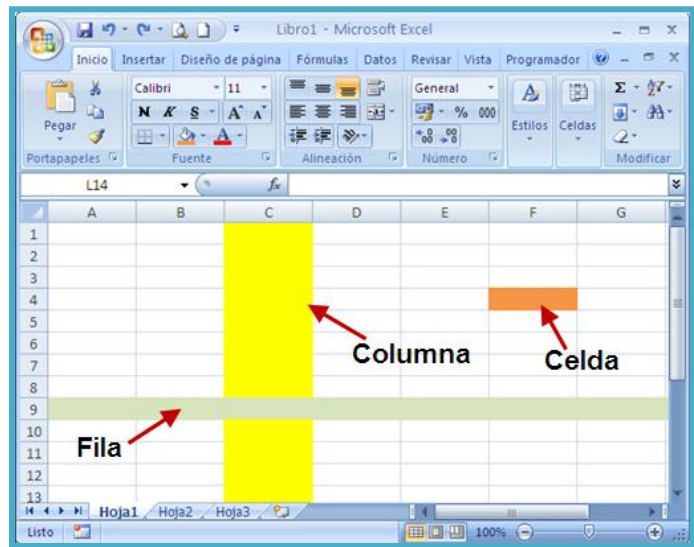 Libro1 - Microsoft Excel
Inicio Insertar Diseño de página Fórmulas Datos Revisar Vista Programador
Pegar
Calibri 11
N K S A A
A
General
% 000
Estilos Celdas
Σ
Portapapeles Fuente Alineación Número Modificar
L14 fx
A B C D E F G
1
2
3
4
5
6
Columna Celda
7
8
9
10
Fila
11
12
13
Hoja1 Hoja2 Hoja3
Listo 100%